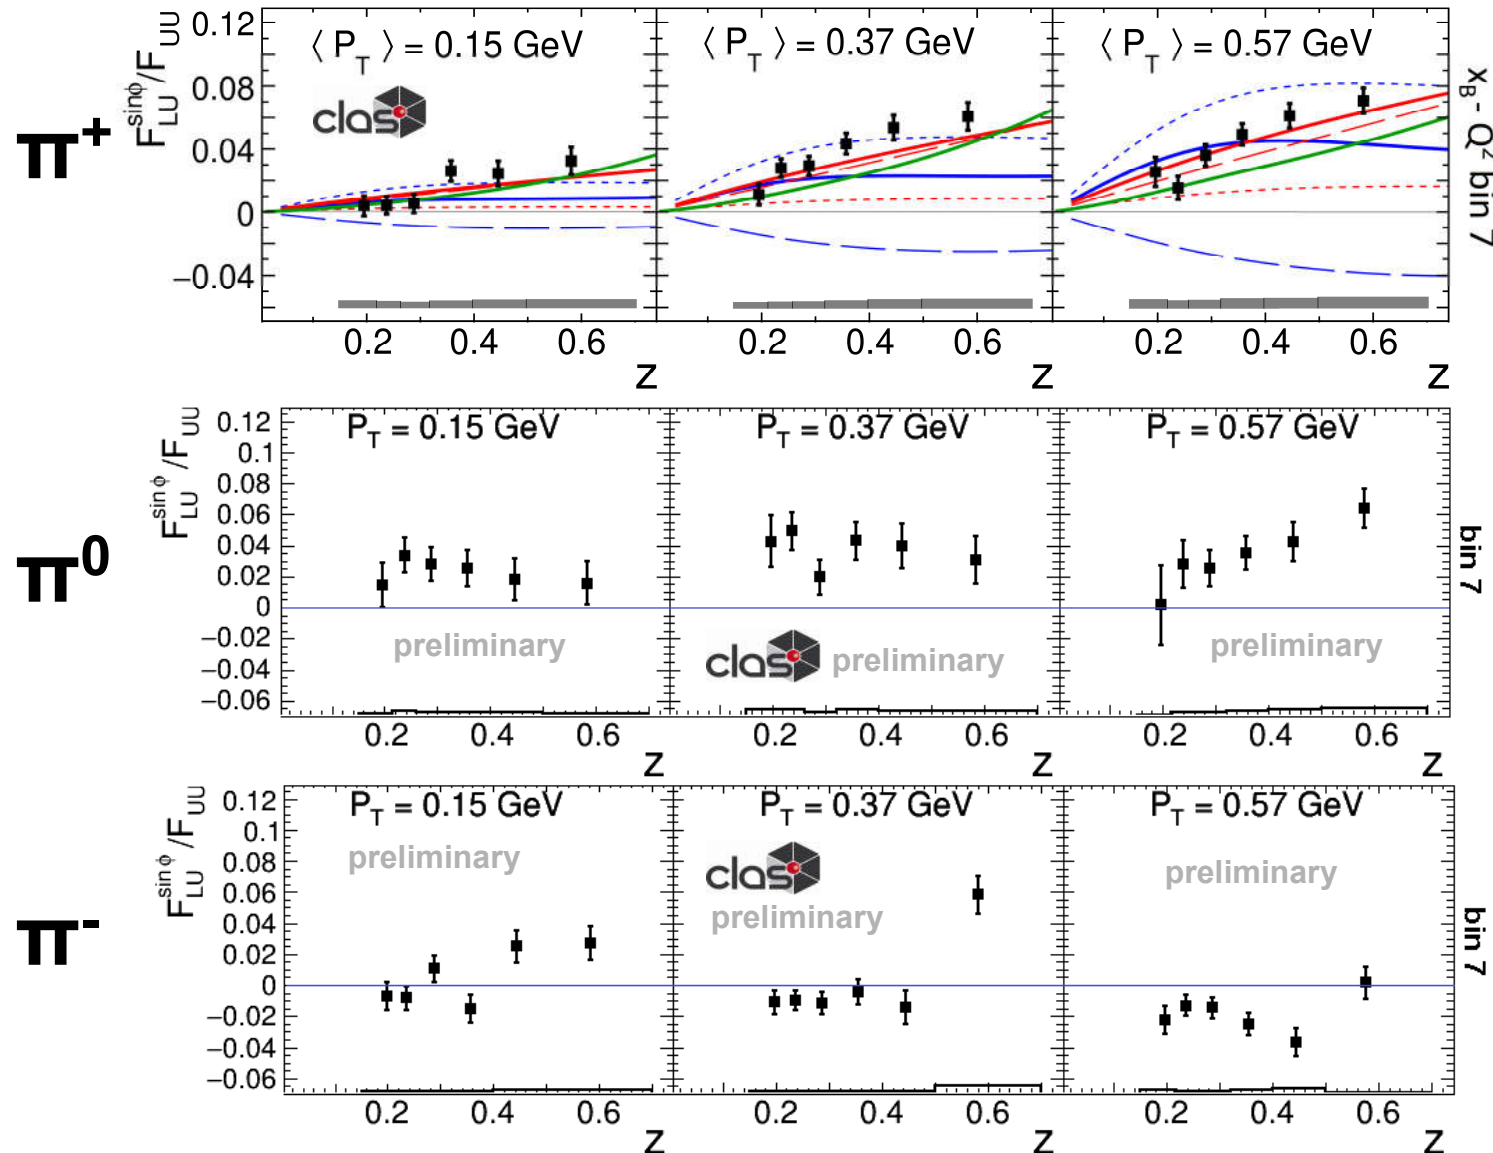 π+
F_LU^sinϕ/F_UU
0.12
0.08
0.04
0
−0.04
⟨ P_T ⟩ = 0.15 GeV
⟨ P_T ⟩ = 0.37 GeV
⟨ P_T ⟩ = 0.57 GeV
clas
x_B - Q² bin 7
0.2 0.4 0.6
0.2 0.4 0.6
0.2 0.4 0.6
z z z
π0
F_LU^sin ϕ/F_UU
0.12
0.1
0.08
0.06
0.04
0.02
0
−0.02
−0.04
−0.06
P_T = 0.15 GeV
P_T = 0.37 GeV
P_T = 0.57 GeV
preliminary
clas preliminary
preliminary
bin 7
0.2 0.4 0.6
0.2 0.4 0.6
0.2 0.4 0.6
z z z
π-
F_LU^sin ϕ/F_UU
0.12
0.1
0.08
0.06
0.04
0.02
0
−0.02
−0.04
−0.06
P_T = 0.15 GeV
P_T = 0.37 GeV
P_T = 0.57 GeV
preliminary
clas
preliminary
preliminary
bin 7
0.2 0.4 0.6
0.2 0.4 0.6
0.2 0.4 0.6
z z z